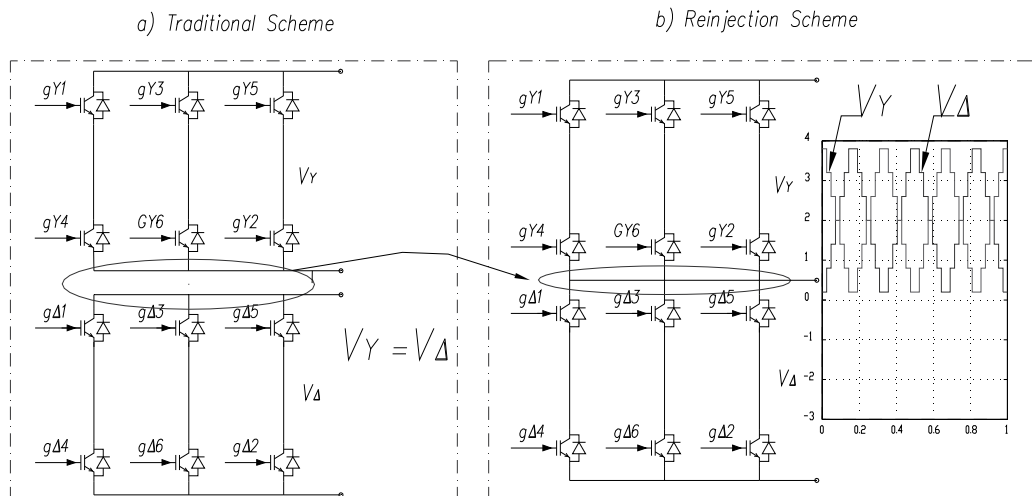 a) Traditional Scheme
gY1 gY3 gY5
VY
gY4 GY6 gY2
gΔ1 gΔ3 gΔ5
VY = VΔ
VΔ
gΔ4 gΔ6 gΔ2
b) Reinjection Scheme
gY1 gY3 gY5
VY
gY4 GY6 gY2
gΔ1 gΔ3 gΔ5
VΔ
gΔ4 gΔ6 gΔ2
VY VΔ
4
3
2
1
0
-1
-2
-3
0 0.2 0.4 0.6 0.8 1